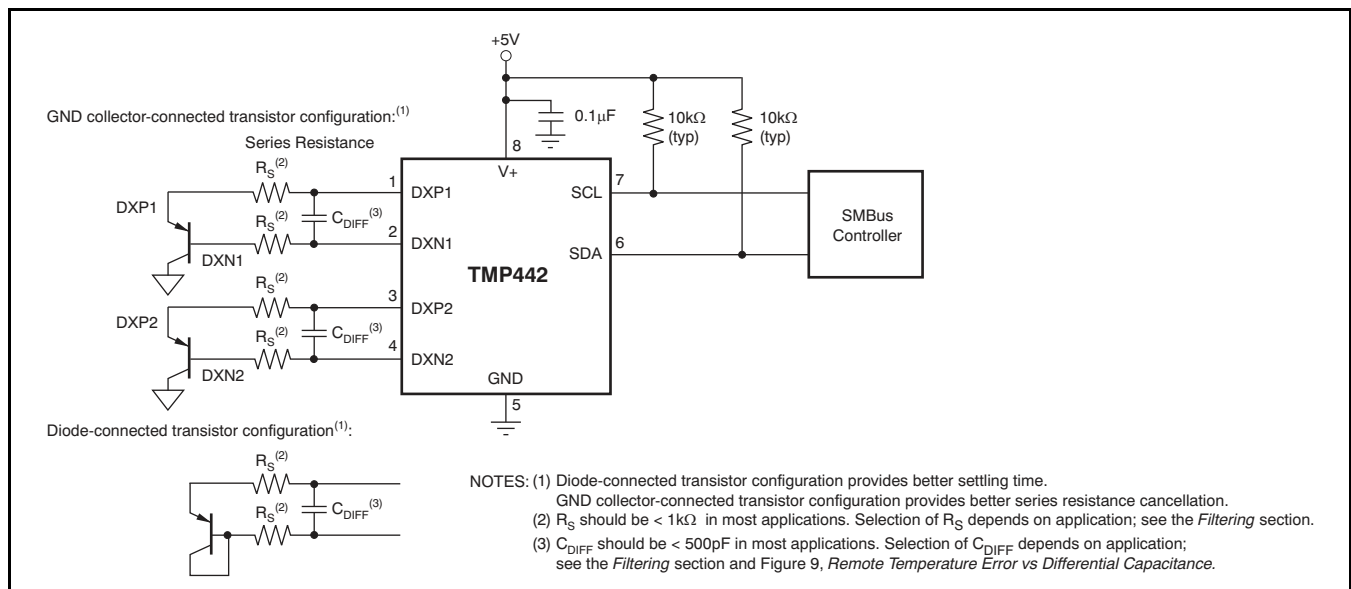 +5V
GND collector-connected transistor configuration:(1)
0.1μF
10kΩ
(typ)
10kΩ
(typ)
Series Resistance
8
V+
RS(2)
1
DXP1
SCL
7
DXP1
CDIFF(3)
RS(2)
2
DXN1
DXN1
SMBus
Controller
SDA
6
TMP442
RS(2)
3
DXP2
DXP2
CDIFF(3)
RS(2)
4
DXN2
DXN2
GND
5
Diode-connected transistor configuration(1):
RS(2)
CDIFF(3)
RS(2)
NOTES: (1) Diode-connected transistor configuration provides better settling time.
GND collector-connected transistor configuration provides better series resistance cancellation.
(2) RS should be < 1kΩ in most applications. Selection of RS depends on application; see the Filtering section.
(3) CDIFF should be < 500pF in most applications. Selection of CDIFF depends on application;
see the Filtering section and Figure 9, Remote Temperature Error vs Differential Capacitance.